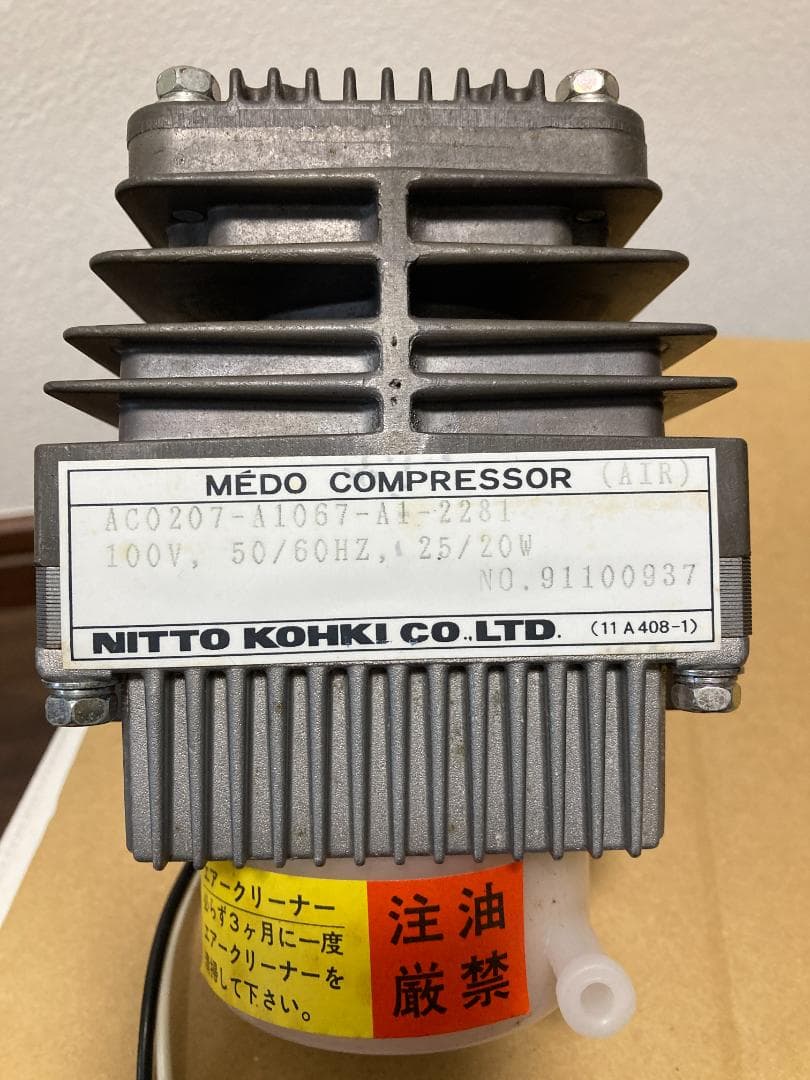 MÉDO COMPRESSOR (AIR)
AC0207-A1067-A1-2281
100V, 50/60HZ, 25/20W
NO.91100937
NITTO KOHKI CO.,LTD. (11A408-1)
エアークリーナー
必らず3ヶ月に一度
エアークリーナーを
清掃して下さい。
注油
厳禁